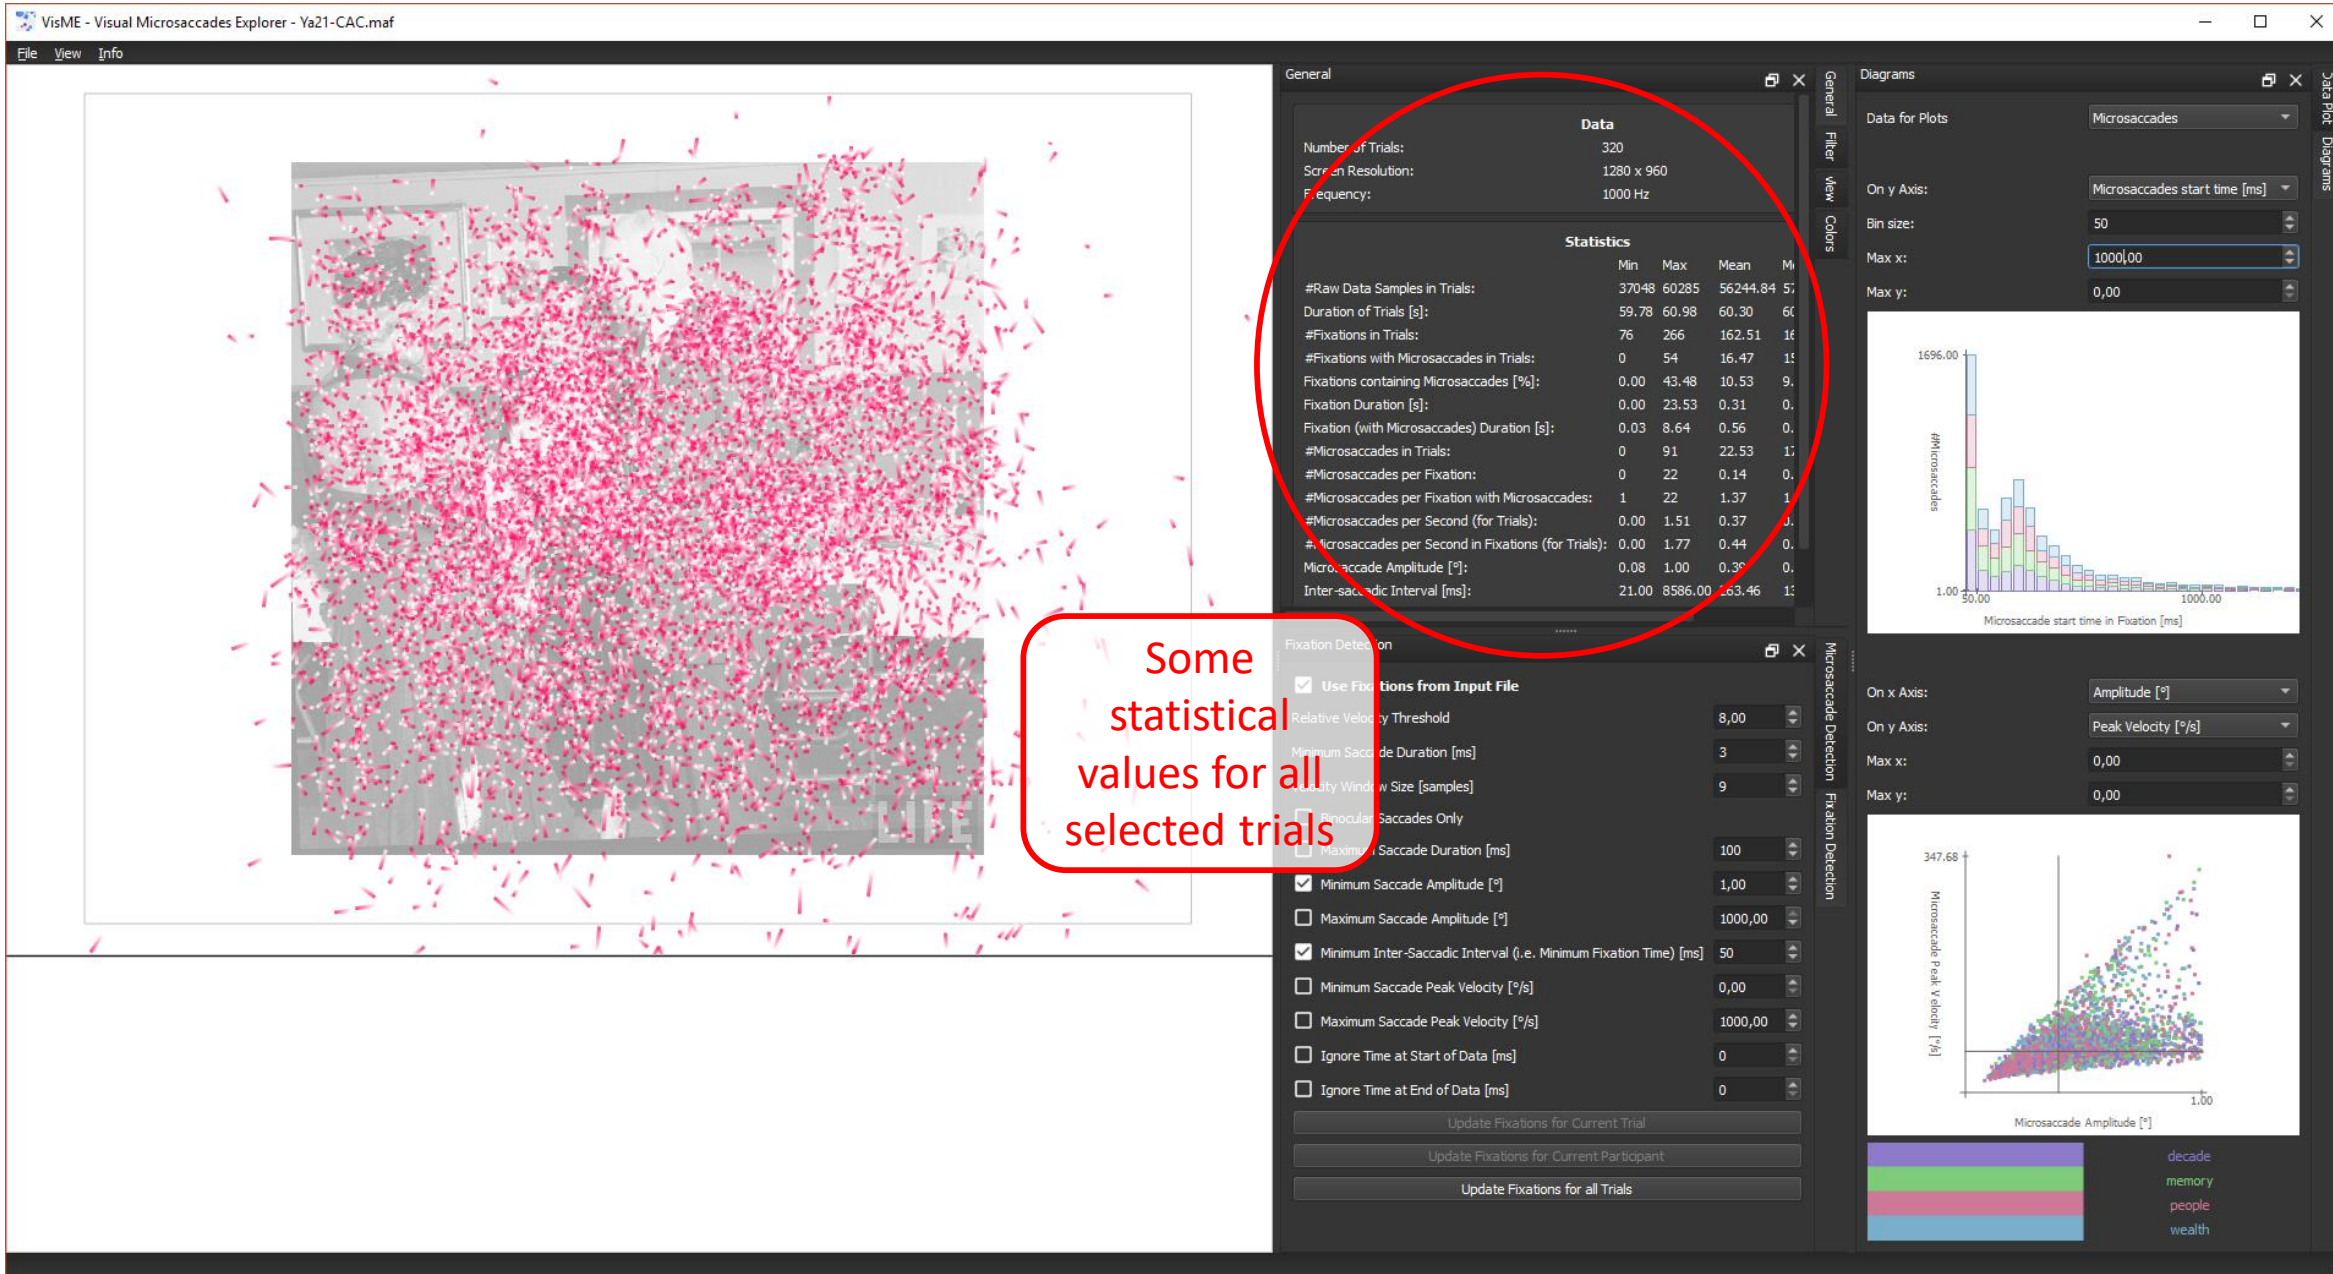 VisME - Visual Microsaccades Explorer - Ya21-CAC.maf
File View Info
General
Data
Number of Trials: 320
Screen Resolution: 1280 x 960
Frequency: 1000 Hz
Statistics
Min Max Mean
#Raw Data Samples in Trials: 37048 60285 56244.84
Duration of Trials [s]: 59.78 60.98 60.30
#Fixations in Trials: 76 266 162.51
#Fixations with Microsaccades in Trials: 0 54 16.47
Fixations containing Microsaccades [%]: 0.00 43.48 10.53
Fixation Duration [s]: 0.00 23.53 0.31
Fixation (with Microsaccades) Duration [s]: 0.03 8.64 0.56
#Microsaccades in Trials: 0 91 22.53
#Microsaccades per Fixation: 0 22 0.14
#Microsaccades per Fixation with Microsaccades: 1 22 1.37
#Microsaccades per Second (for Trials): 0.00 1.51 0.37
#Microsaccades per Second in Fixations (for Trials): 0.00 1.77 0.44
Microsaccade Amplitude [°]: 0.08 1.00 0.39
Inter-saccadic Interval [ms]: 21.00 8586.00 263.46
General
Filter
View
Colors
Some
statistical
values for all
selected trials
Fixation Detection
Use Fixations from Input File
Relative Velocity Threshold 8,00
Minimum Saccade Duration [ms] 3
Velocity Window Size [samples] 9
Binocular Saccades Only
Maximum Saccade Duration [ms] 100
Minimum Saccade Amplitude [°] 1,00
Maximum Saccade Amplitude [°] 1000,00
Minimum Inter-Saccadic Interval (i.e. Minimum Fixation Time) [ms] 50
Minimum Saccade Peak Velocity [°/s] 0,00
Maximum Saccade Peak Velocity [°/s] 1000,00
Ignore Time at Start of Data [ms] 0
Ignore Time at End of Data [ms] 0
Update Fixations for Current Trial
Update Fixations for Current Participant
Update Fixations for all Trials
Microsaccade Detection
Fixation Detection
Diagrams
Data for Plots Microsaccades
On y Axis: Microsaccades start time [ms]
Bin size: 50
Max x: 1000,00
Max y: 0,00
1696.00
#Microsaccades
1.00
50.00 1000.00
Microsaccade start time in Fixation [ms]
On x Axis: Amplitude [°]
On y Axis: Peak Velocity [°/s]
Max x: 0,00
Max y: 0,00
347.68
Microsaccade Peak Velocity [°/s]
1.00
Microsaccade Amplitude [°]
decade
memory
people
wealth
Data Plot
Diagrams
LIFE